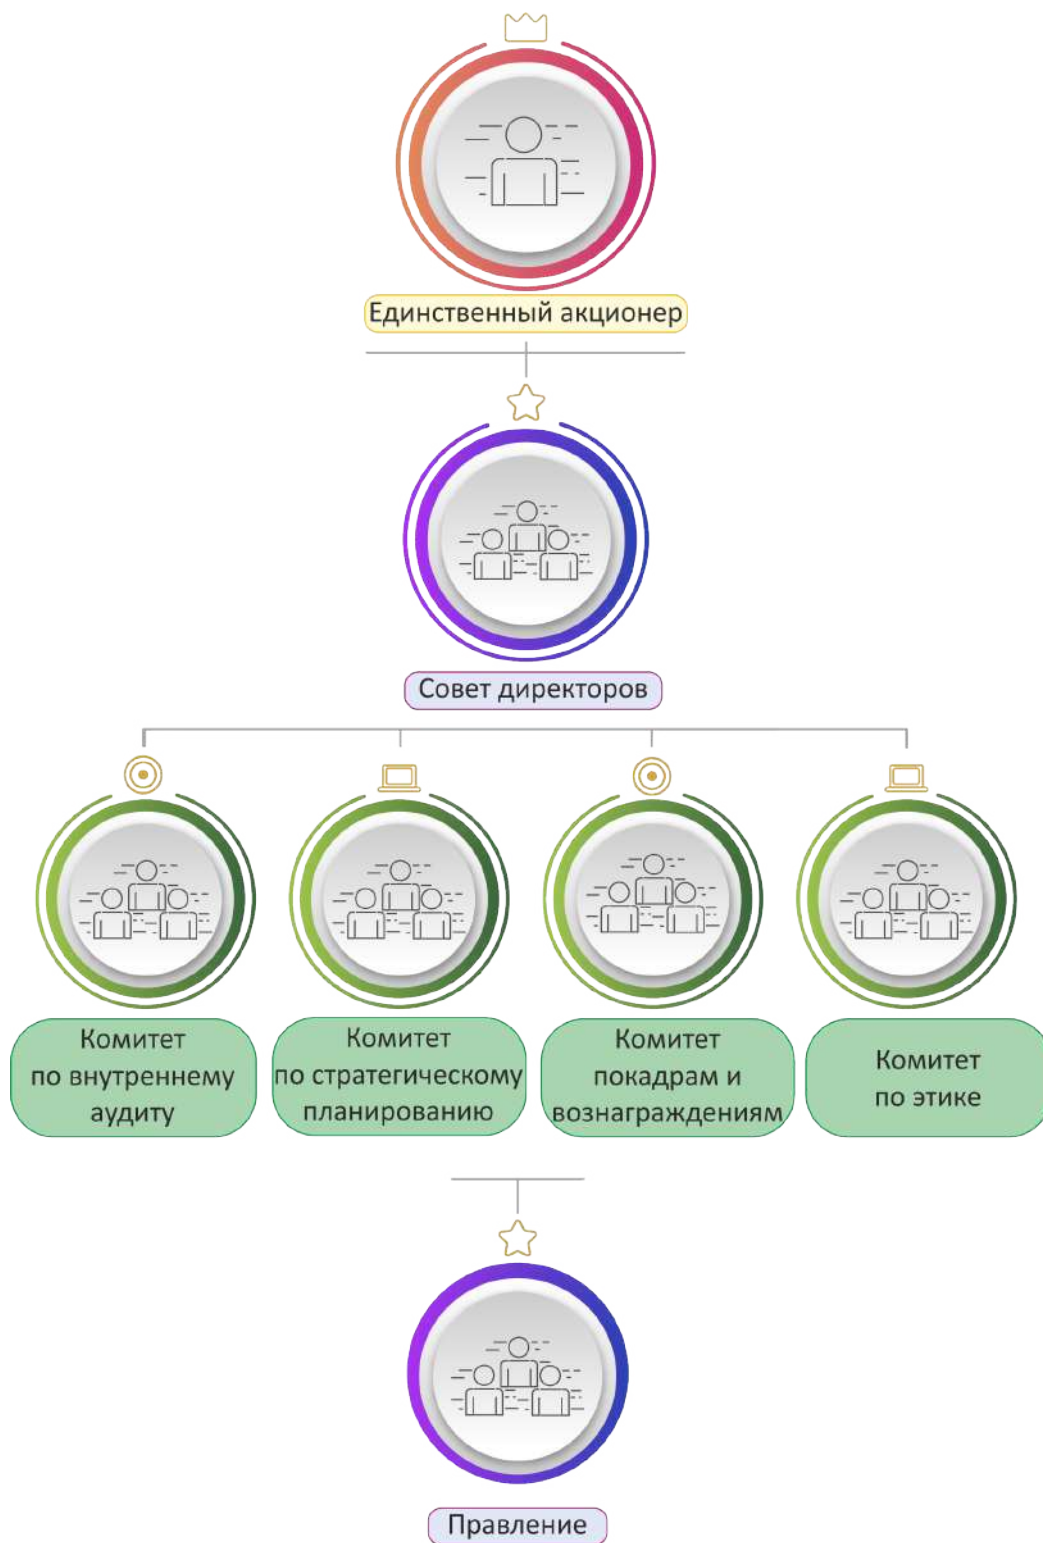 Единственный акционер
Совет директоров
Комитет
по внутреннему
аудиту
Комитет
по стратегическому
планированию
Комитет
покадрам и
вознаграждениям
Комитет
по этике
Правление